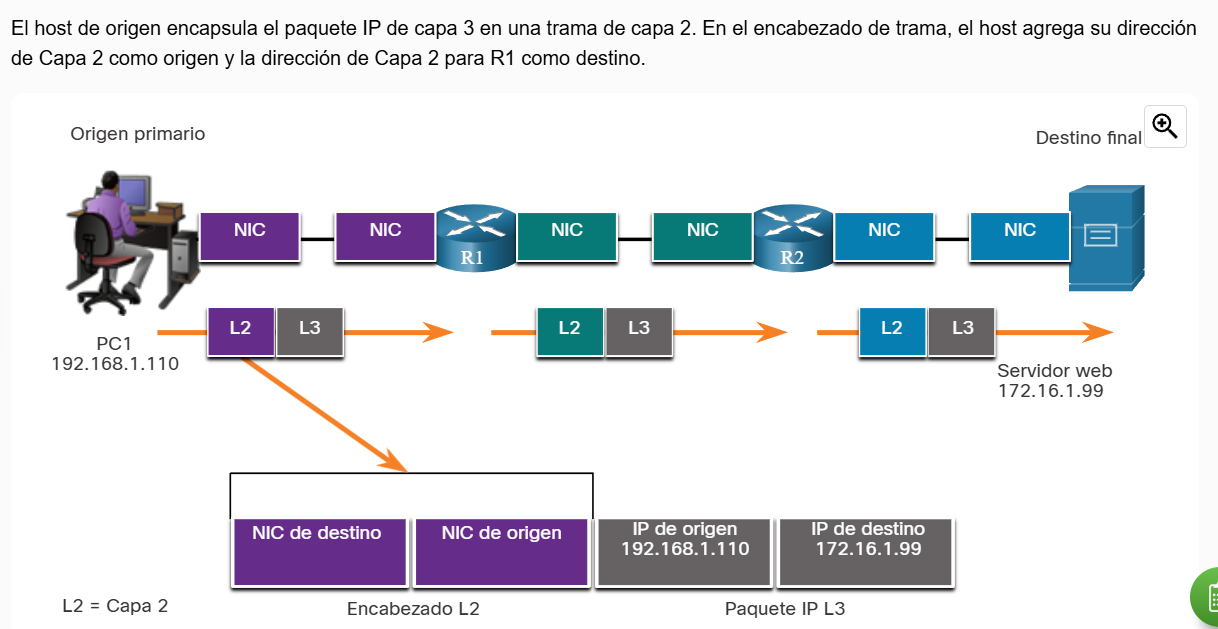 El host de origen encapsula el paquete IP de capa 3 en una trama de capa 2. En el encabezado de trama, el host agrega su dirección
de Capa 2 como origen y la dirección de Capa 2 para R1 como destino.
Origen primario
Destino final
NIC
NIC
R1
NIC
NIC
R2
NIC
NIC
L2
L3
L2
L3
L2
L3
PC1
192.168.1.110
Servidor web
172.16.1.99
NIC de destino
NIC de origen
IP de origen
192.168.1.110
IP de destino
172.16.1.99
L2 = Capa 2
Encabezado L2
Paquete IP L3